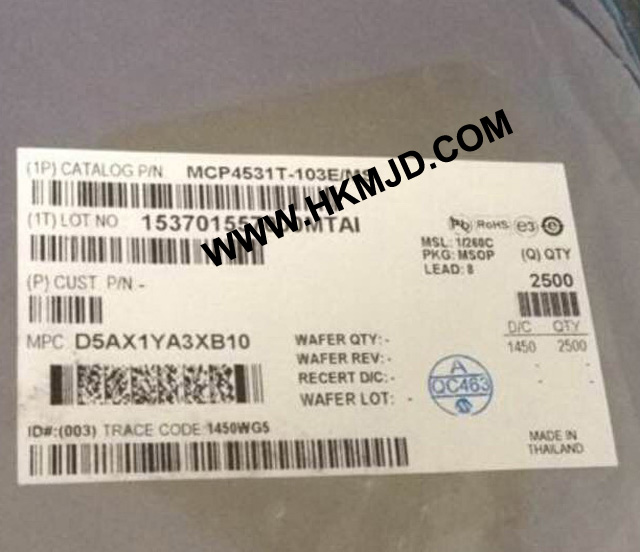 (1P) CATALOG P/N MCP4531T-103E/MS
(1T) LOT NO
Pb RoHS e3 e
MSL: 1/260C
PKG: MSOP (Q) QTY
LEAD: 8
(P) CUST. P/N - 2500
D/C QTY
MPC D5AX1YA3XB10 WAFER QTY:- 1450 2500
WAFER REV:- - -
RECERT D/C:- - -
WAFER LOT: -
A
QC463
ID#:(003) TRACE CODE 1450WG5
MADE IN
THAILAND
WWW.HKMJD.COM